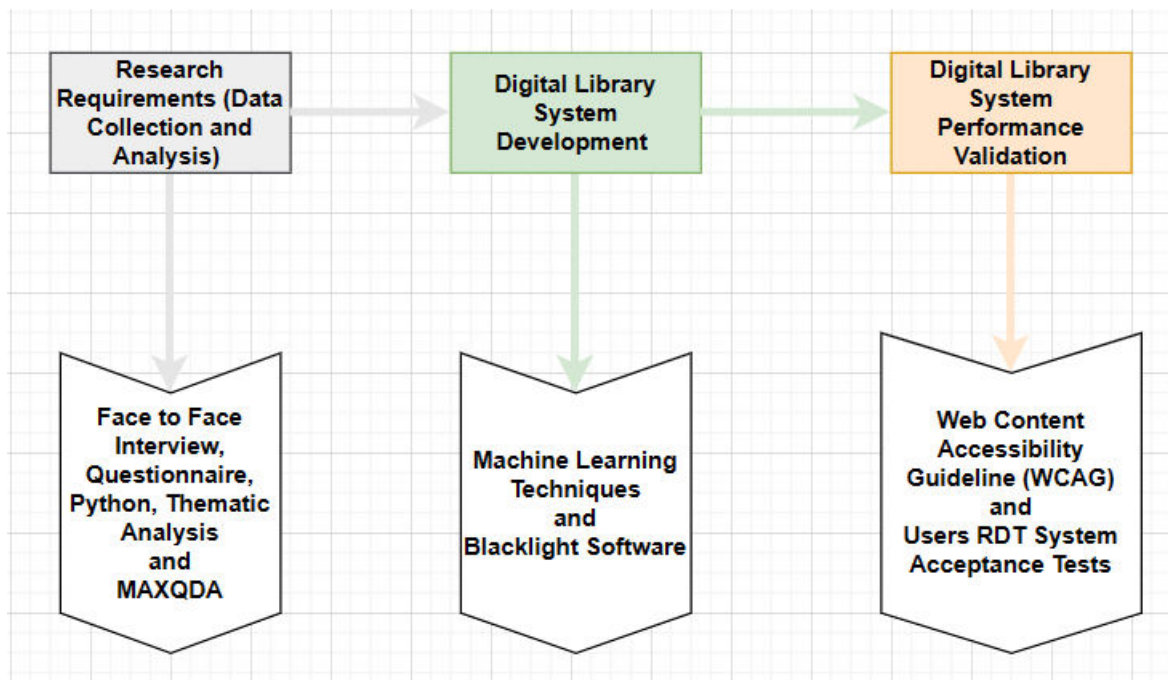 Research
Requirements (Data
Collection and
Analysis)
Digital Library
System
Development
Digital Library
System
Performance
Validation
Face to Face
Interview,
Questionnaire,
Python, Thematic
Analysis
and
MAXQDA
Machine Learning
Techniques
and
Blacklight Software
Web Content
Accessibility
Guideline (WCAG)
and
Users RDT System
Acceptance Tests